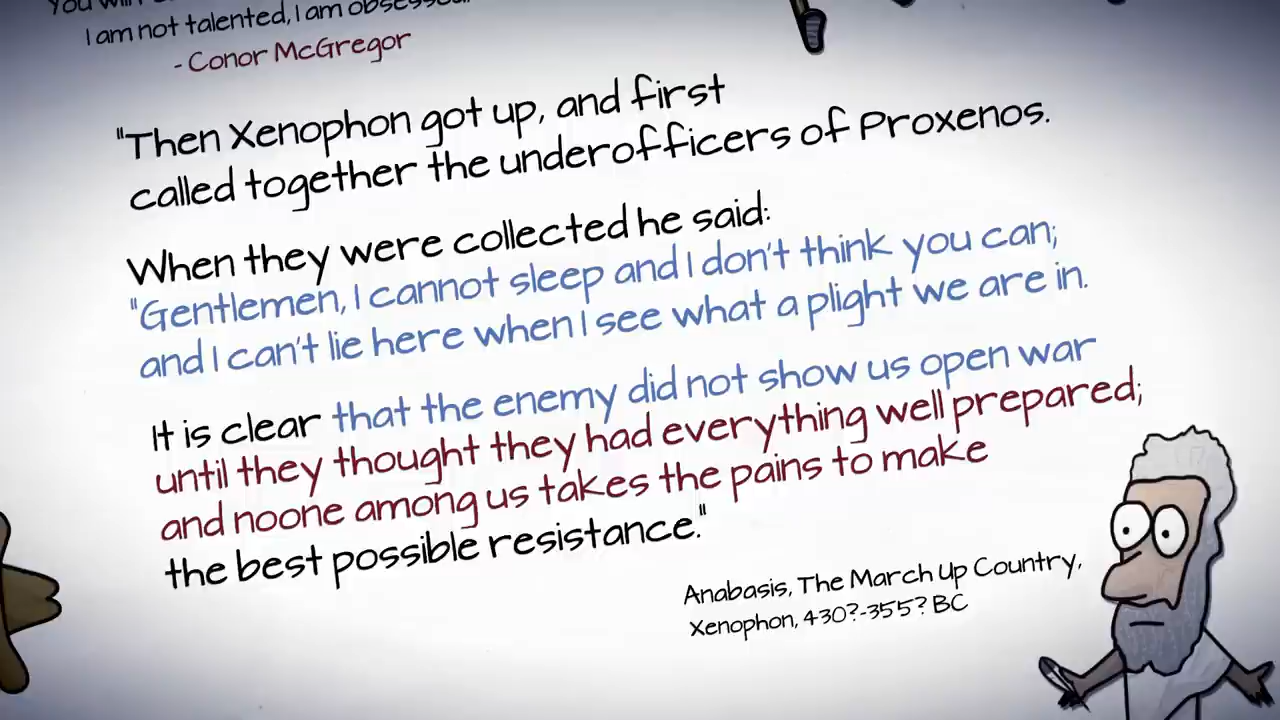 I am not talented, I am obsessed.
- Conor McGregor
"Then Xenophon got up, and first
called together the underofficers of Proxenos.
When they were collected he said:
"Gentlemen, I cannot sleep and I don't think you can;
and I can't lie here when I see what a plight we are in.
It is clear that the enemy did not show us open war
until they thought they had everything well prepared;
and noone among us takes the pains to make
the best possible resistance."
Anabasis, The March Up Country,
Xenophon, 430?-355? BC